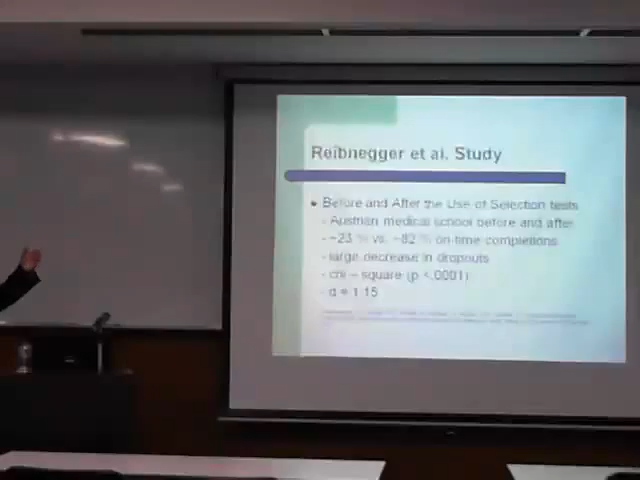 Reibnegger et al. Study
Before and After the Use of Selection tests
- Austrian medical school before and after
- ~23 % vs. ~82 % on-time completions
- large decrease in dropouts
- chi – square (p <.0001)
- d = 1.15